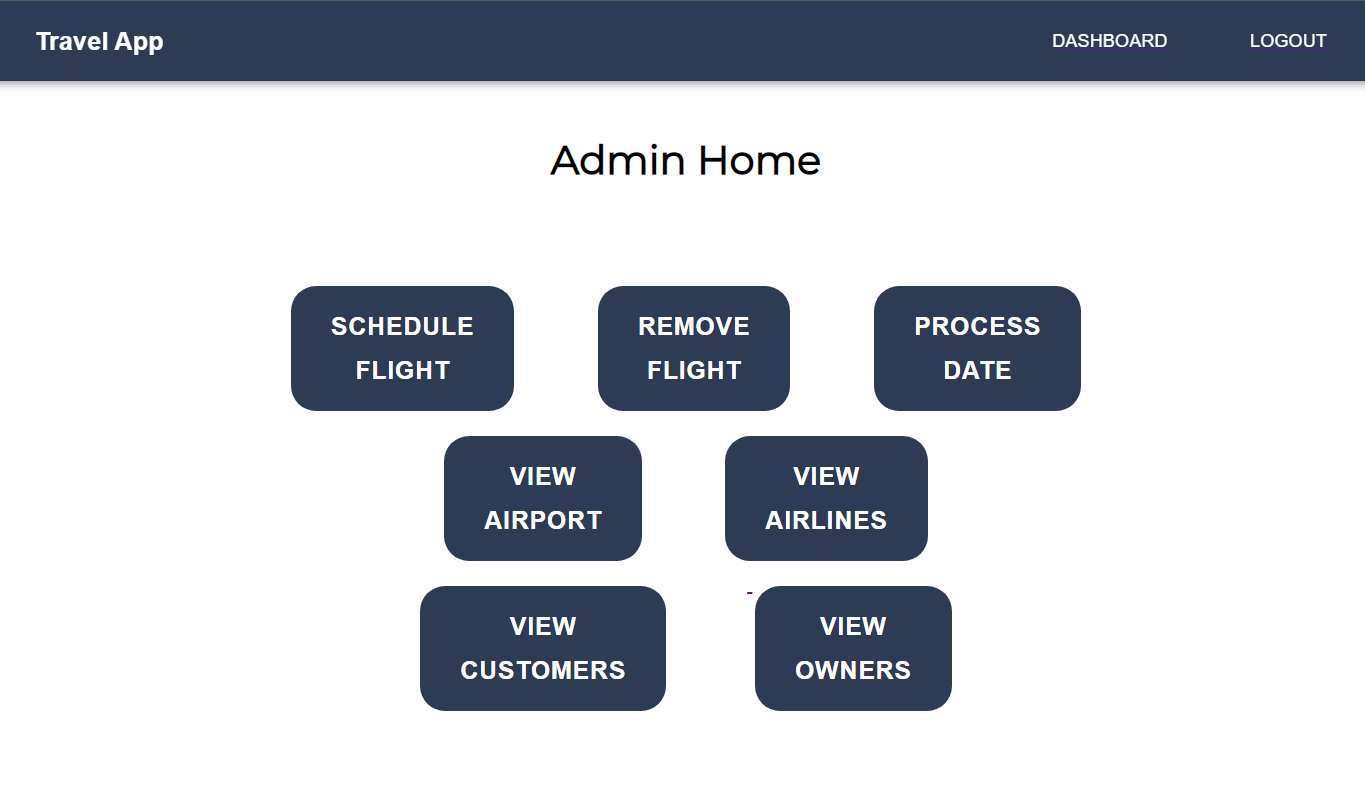 Travel App
DASHBOARD
LOGOUT
Admin Home
SCHEDULE
FLIGHT
REMOVE
FLIGHT
PROCESS
DATE
VIEW
AIRPORT
VIEW
AIRLINES
VIEW
CUSTOMERS
VIEW
OWNERS